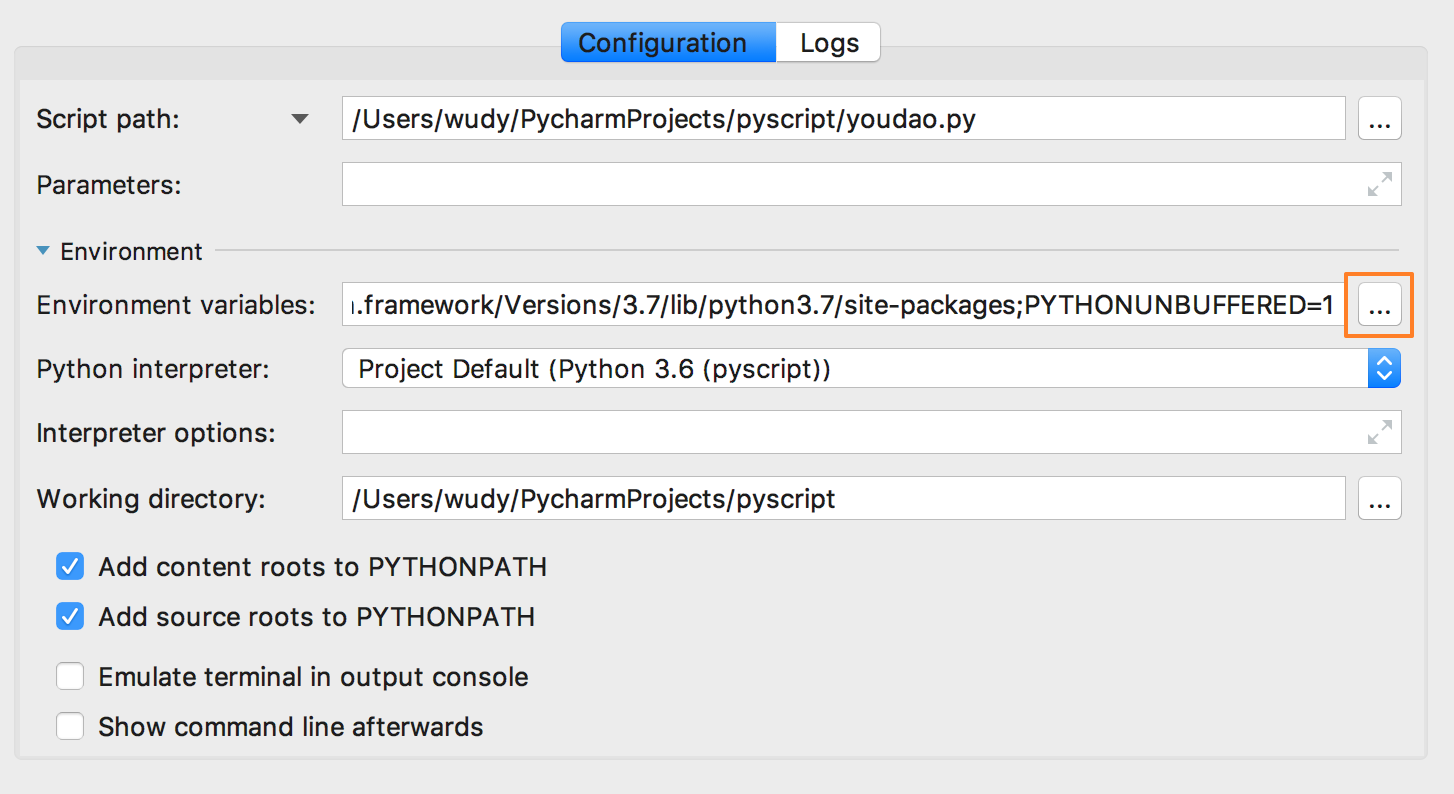 Configuration Logs
Script path: /Users/wudy/PycharmProjects/pyscript/youdao.py ...
Parameters:
Environment
Environment variables: .framework/Versions/3.7/lib/python3.7/site-packages;PYTHONUNBUFFERED=1 ...
Python interpreter: Project Default (Python 3.6 (pyscript))
Interpreter options:
Working directory: /Users/wudy/PycharmProjects/pyscript ...
Add content roots to PYTHONPATH
Add source roots to PYTHONPATH
Emulate terminal in output console
Show command line afterwards